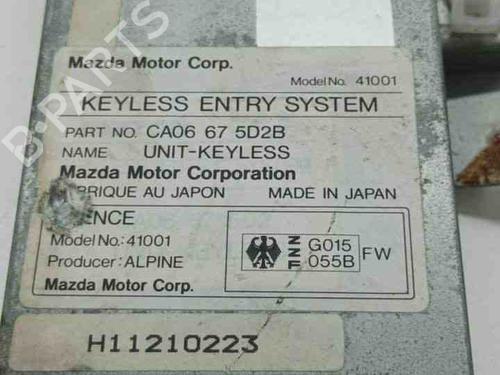 Mazda Motor Corp.
Model No. 41001
KEYLESS ENTRY SYSTEM
PART NO. CA06 67 5D2B
NAME UNIT-KEYLESS
Mazda Motor Corporation
FABRIQUE AU JAPON MADE IN JAPAN
Model No.: 41001
Producer: ALPINE
G015
055B
FW
Mazda Motor Corp.
H11210223
B-PARTS